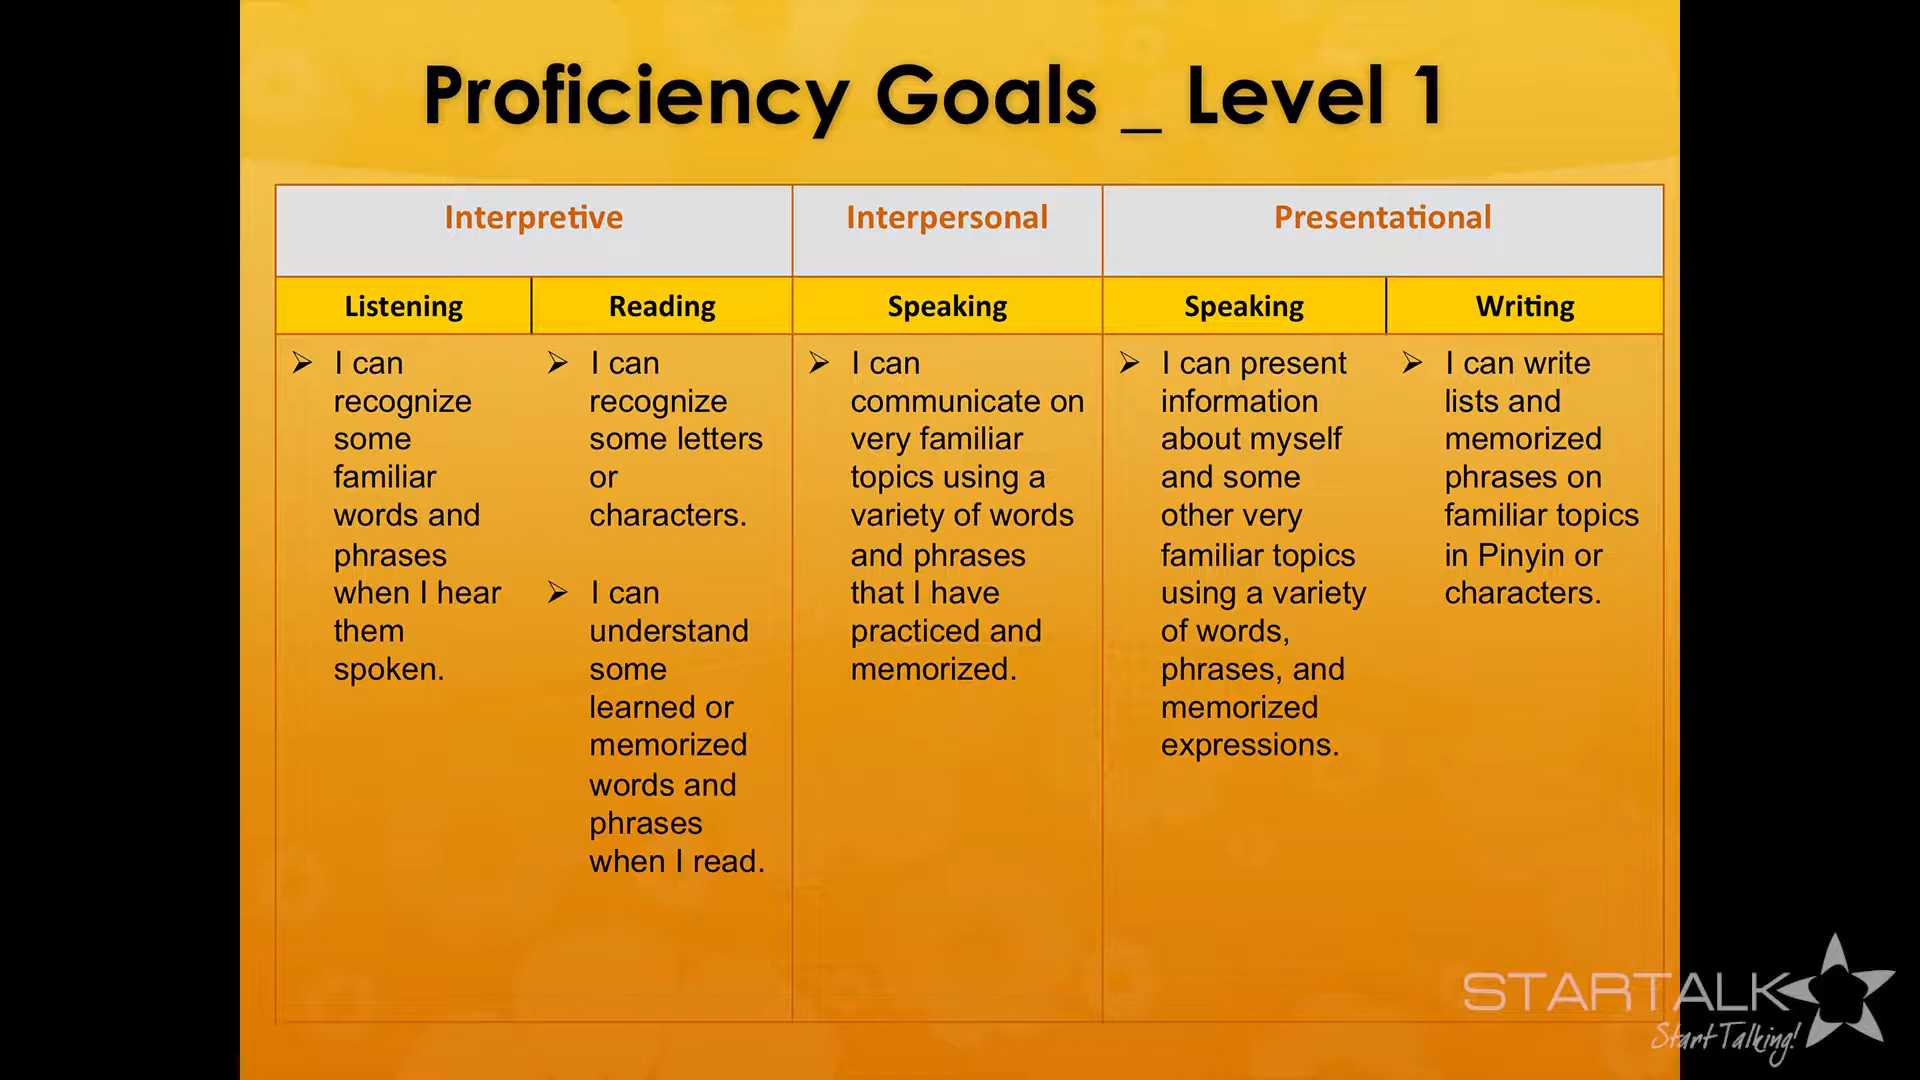 Proficiency Goals _ Level 1
Interpretive
Interpersonal
Presentational
Listening
Reading
Speaking
Speaking
Writing
➢ I can
recognize
some
familiar
words and
phrases
when I hear
them
spoken.
➢ I can
recognize
some letters
or
characters.
➢ I can
understand
some
learned or
memorized
words and
phrases
when I read.
➢ I can
communicate on
very familiar
topics using a
variety of words
and phrases
that I have
practiced and
memorized.
➢ I can present
information
about myself
and some
other very
familiar topics
using a variety
of words,
phrases, and
memorized
expressions.
➢ I can write
lists and
memorized
phrases on
familiar topics
in Pinyin or
characters.
STARTALK
Start Talking!